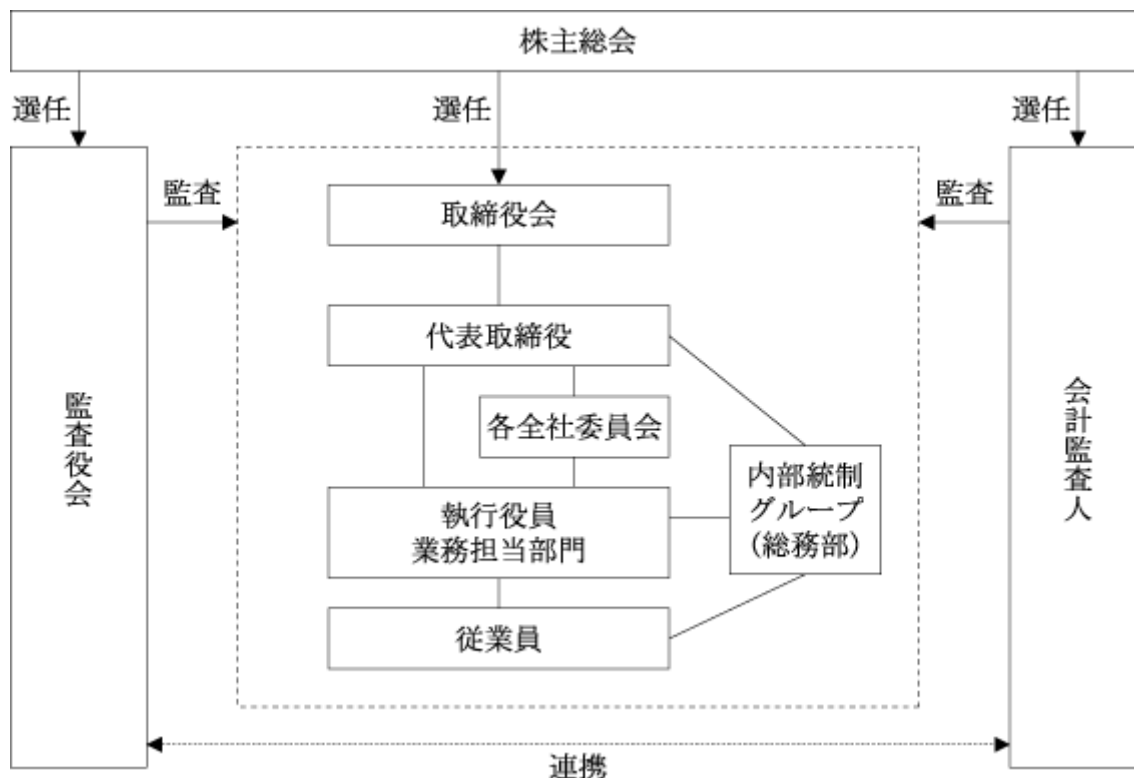 株主総会
選任
選任
選任
監査
監査
取締役会
代表取締役
監査役会
各全社委員会
会計監査人
内部統制
グループ
(総務部)
執行役員
業務担当部門
従業員
連携